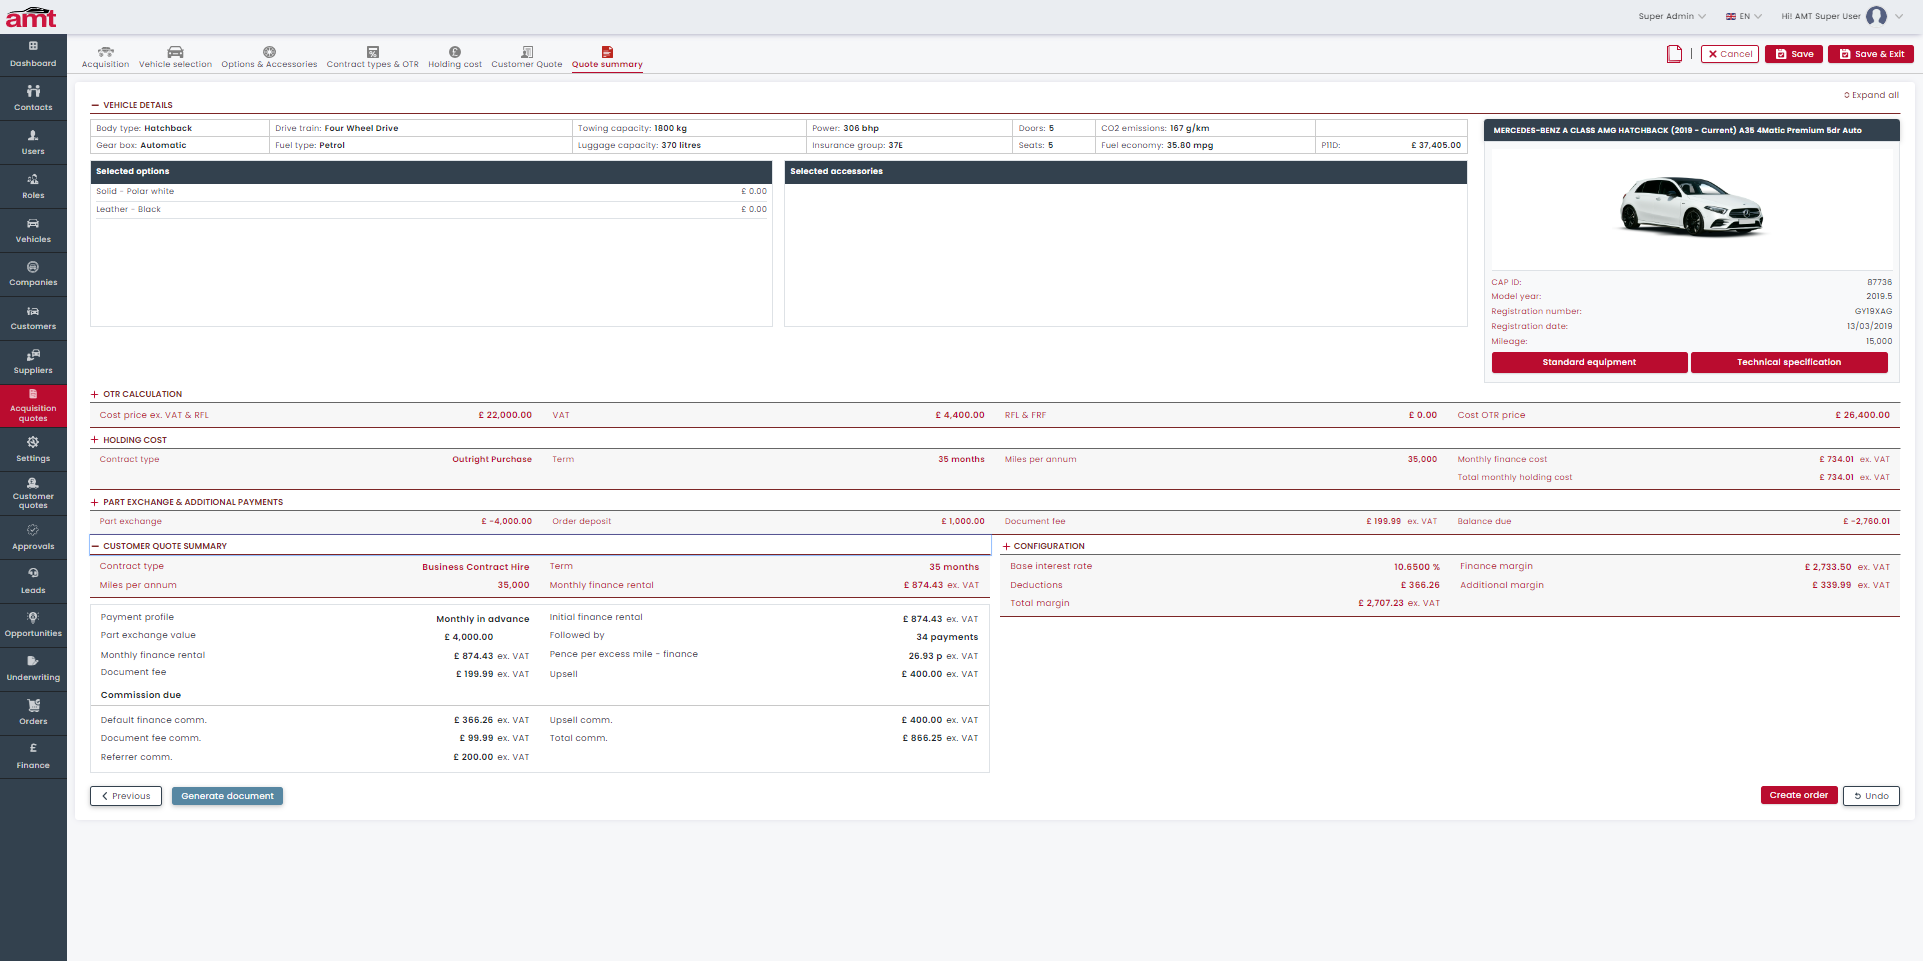 amt
Super Admin
EN
Hi! AMT Super User
Dashboard
Contacts
Users
Roles
Vehicles
Companies
Customers
Suppliers
Acquisition
quotes
Settings
Customer
quotes
Approvals
Leads
Opportunities
Underwriting
Orders
Finance
Acquisition
Vehicle selection
Options & Accessories
Contract types & OTR
Holding cost
Customer Quote
Quote summary
Cancel
Save
Save & Exit
Expand all
VEHICLE DETAILS
Body type: Hatchback
Drive train: Four Wheel Drive
Towing capacity: 1800 kg
Power: 306 bhp
Doors: 5
CO2 emissions: 167 g/km
Gear box: Automatic
Fuel type: Petrol
Luggage capacity: 370 litres
Insurance group: 37E
Seats: 5
Fuel economy: 35.80 mpg
P11D: £ 37,405.00
Selected options
Solid - Polar white £ 0.00
Leather - Black £ 0.00
Selected accessories
MERCEDES-BENZ A CLASS AMG HATCHBACK (2019 - Current) A35 4Matic Premium 5dr Auto
CAP ID: 87736
Model year: 2019.5
Registration number: GY19XAG
Registration date: 13/03/2019
Mileage: 15,000
Standard equipment
Technical specification
OTR CALCULATION
Cost price ex. VAT & RFL £ 22,000.00
VAT £ 4,400.00
RFL & FRF £ 0.00
Cost OTR price £ 26,400.00
HOLDING COST
Contract type Outright Purchase
Term 35 months
Miles per annum 35,000
Monthly finance cost £ 734.01 ex. VAT
Total monthly holding cost £ 734.01 ex. VAT
PART EXCHANGE & ADDITIONAL PAYMENTS
Part exchange £ -4,000.00
Order deposit £ 1,000.00
Document fee £ 199.99 ex. VAT
Balance due £ -2,760.01
CUSTOMER QUOTE SUMMARY
Contract type Business Contract Hire
Term 35 months
Miles per annum 35,000
Monthly finance rental £ 874.43 ex. VAT
Payment profile Monthly in advance
Initial finance rental £ 874.43 ex. VAT
Part exchange value £ 4,000.00
Followed by 34 payments
Monthly finance rental £ 874.43 ex. VAT
Pence per excess mile - finance 26.93 p ex. VAT
Document fee £ 199.99 ex. VAT
Upsell £ 400.00 ex. VAT
Commission due
Default finance comm. £ 366.26 ex. VAT
Upsell comm. £ 400.00 ex. VAT
Document fee comm. £ 99.99 ex. VAT
Total comm. £ 866.25 ex. VAT
Referrer comm. £ 200.00 ex. VAT
CONFIGURATION
Base interest rate 10.6500 %
Finance margin £ 2,733.50 ex. VAT
Deductions £ 366.26
Additional margin £ 339.99 ex. VAT
Total margin £ 2,707.23 ex. VAT
Previous
Generate document
Create order
Undo